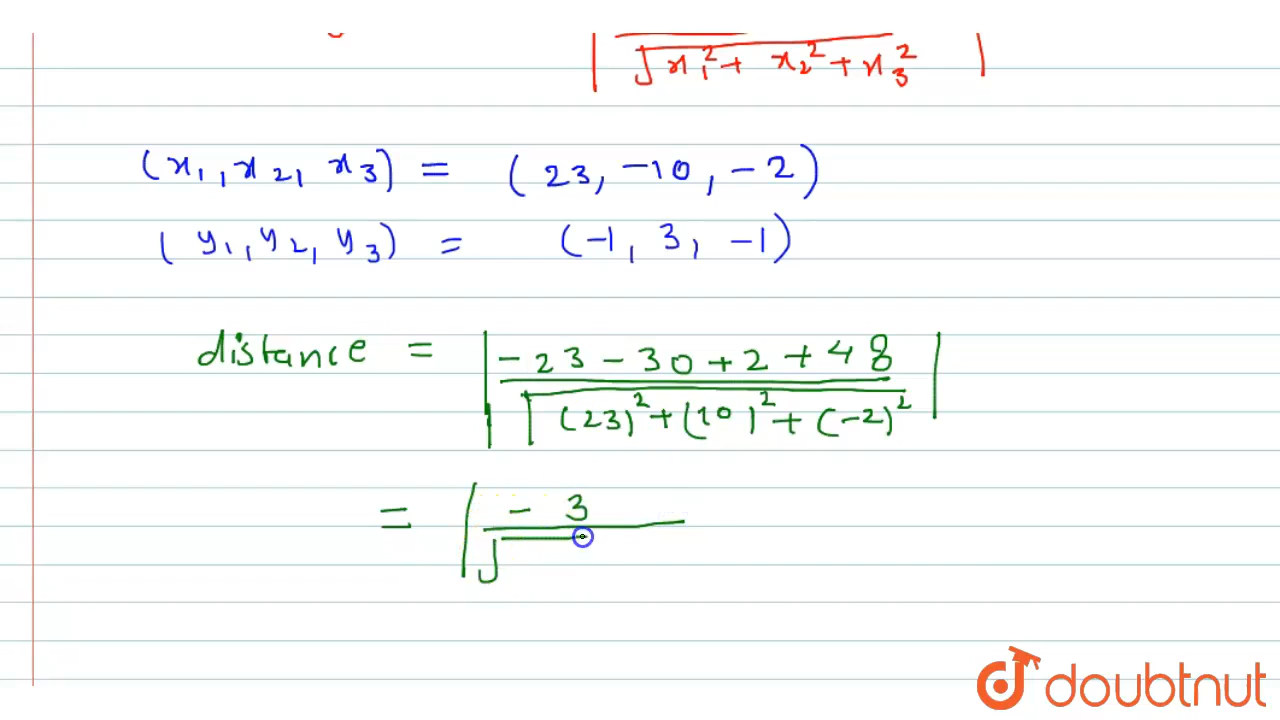 √x₁² + x₂² + x₃²
(x₁, x₂, x₃) = (23, -10, -2)
(y₁, y₂, y₃) = (-1, 3, -1)
distance = | -23 - 30 + 2 + 48 |
√(23)² + (10)² + (-2)²
= | - 3
√
doubtnut